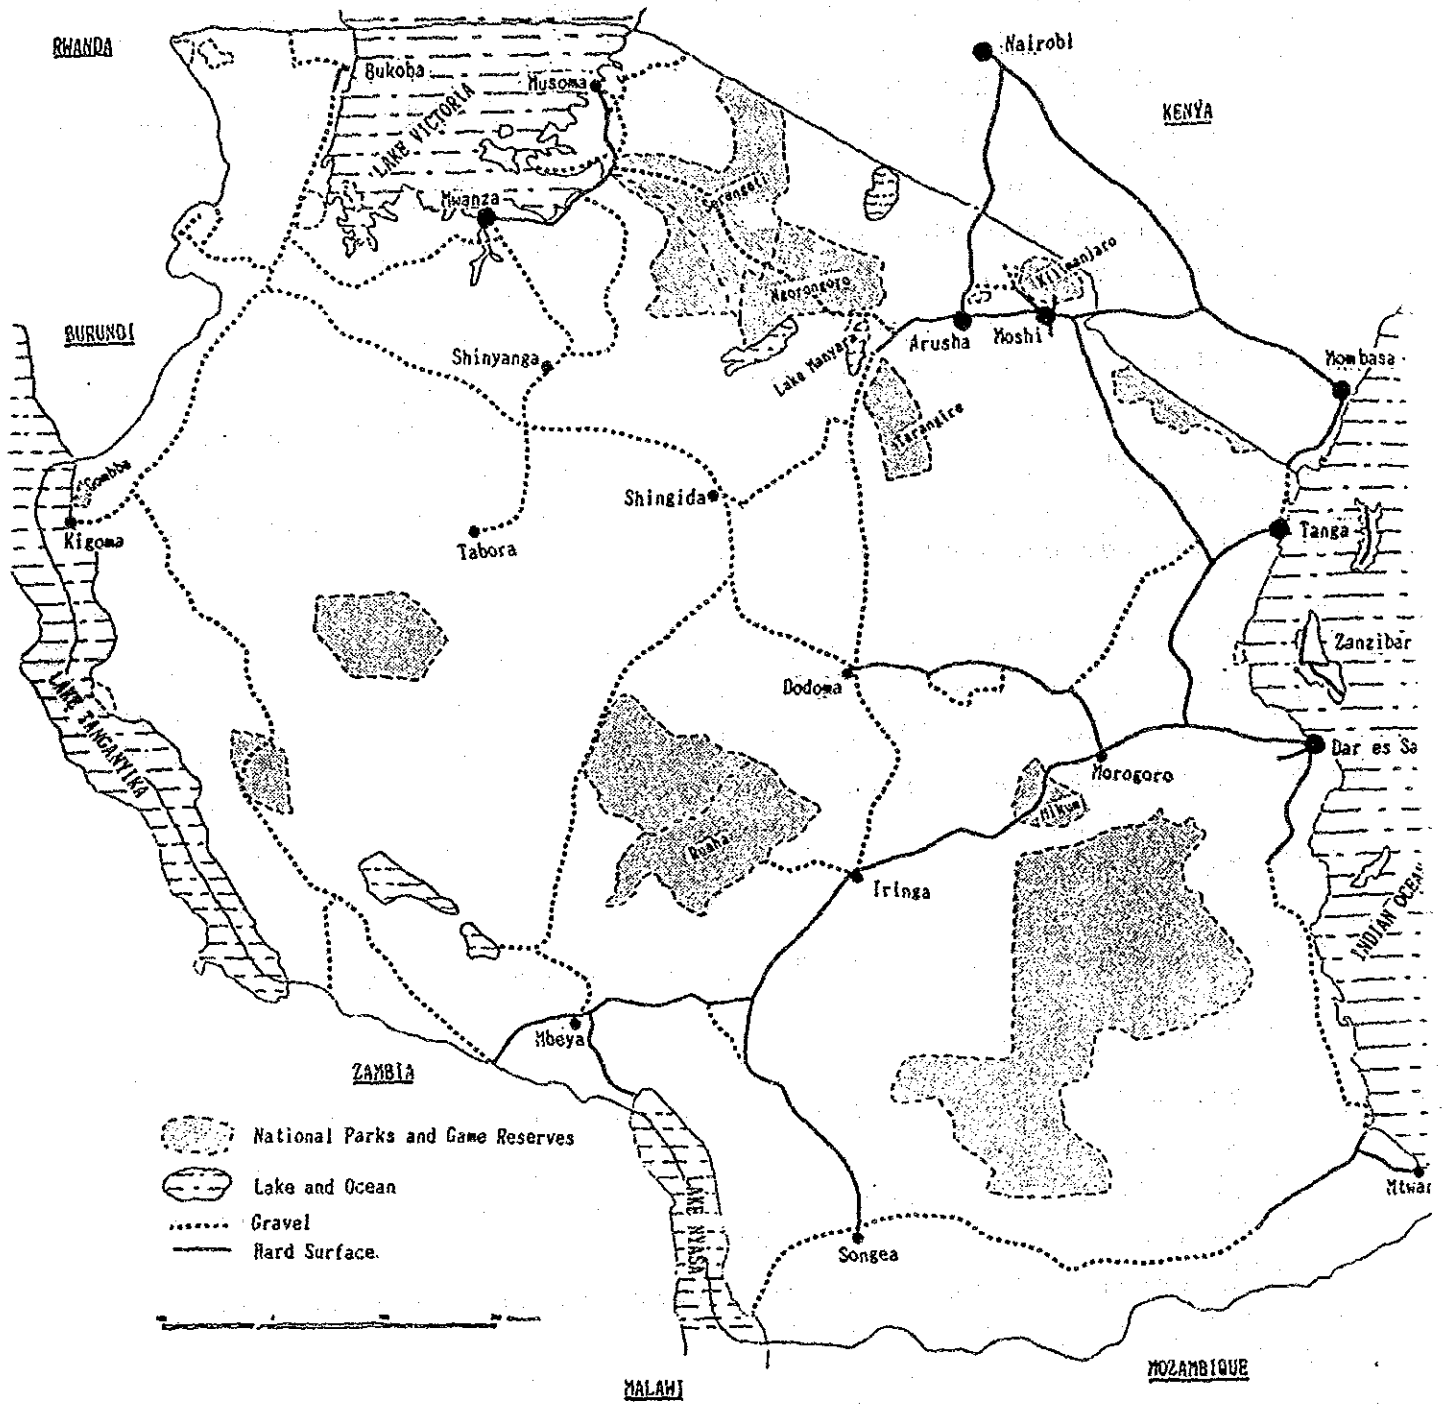 RWANDA
Nairobi
Bukoba
Musoma
KENYA
LAKE VICTORIA
Mwanza
Serengeti
Kilimanjaro
Ngorongoro
BURUNDI
Arusha
Moshi
Shinyanga
Lake Manyara
Mombasa
Tarangire
Gombba
Shingida
Kigoma
Tabora
Tanga
Zanzibar
Dodoma
LAKE TANGANYIKA
Dar es Sa
Morogoro
Mikum
Ruaha
Iringa
INDIAN OCEAN
Mbeya
ZAMBIA
National Parks and Game Reserves
Lake and Ocean
Gravel
Hard Surface.
LAKE NYASA
Mtwar
Songea
MOZAMBIQUE
MALAWI